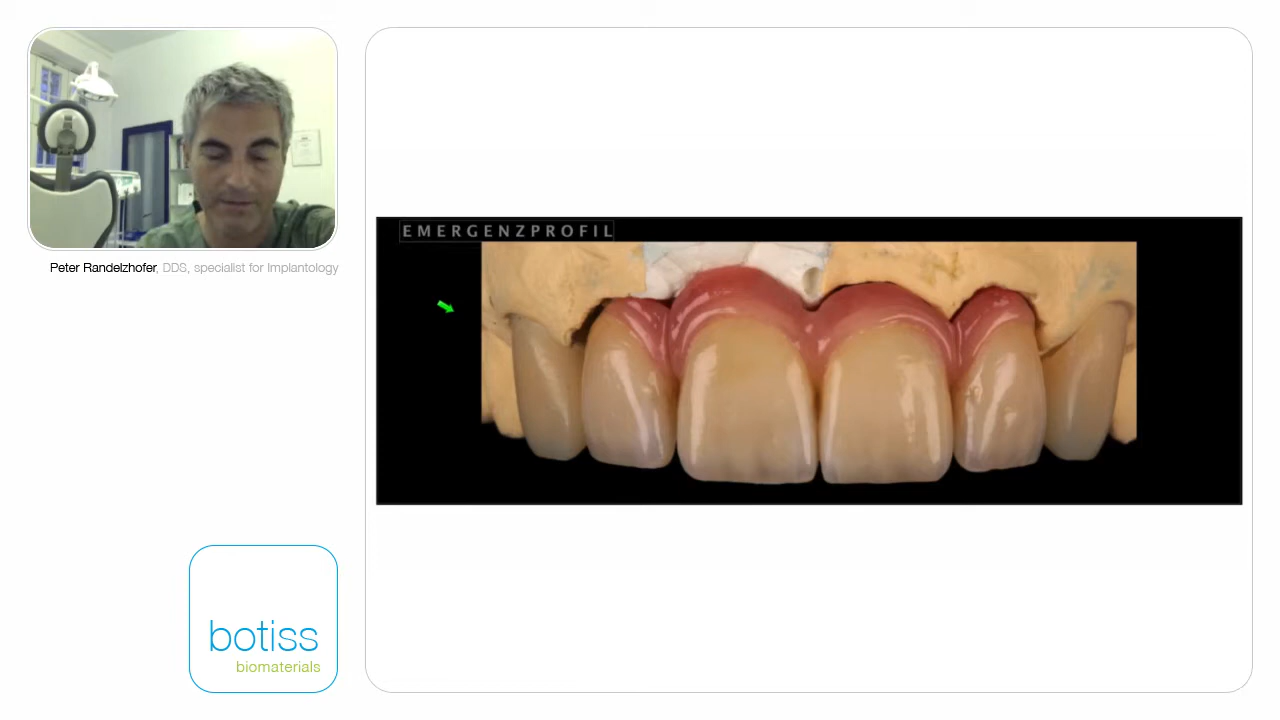 Peter Randelzhofer, DDS, specialist for Implantology
EMERGENZPROFIL
botiss
biomaterials